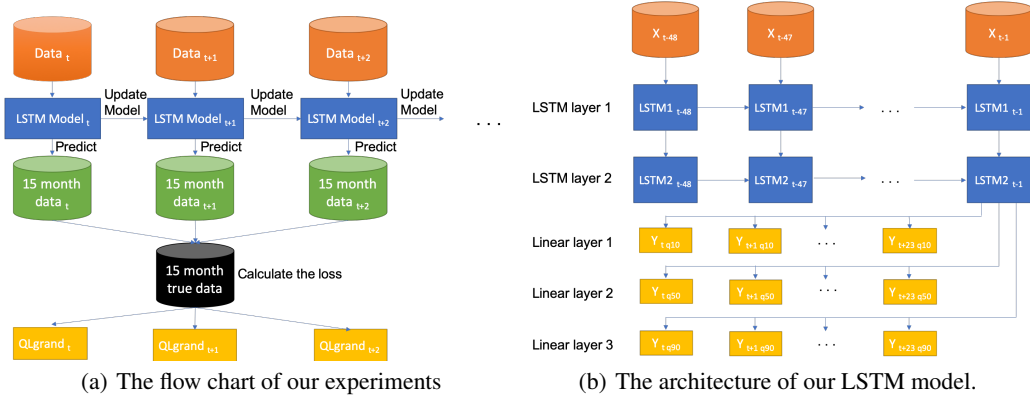 Data t
Data t+1
Data t+2
Update Model
Update Model
Update Model
LSTM Model t
LSTM Model t+1
LSTM Model t+2
. . .
Predict
Predict
Predict
15 month data t
15 month data t+1
15 month data t+2
15 month true data
Calculate the loss
QLgrand t
QLgrand t+1
QLgrand t+2
(a) The flow chart of our experiments
X t-48
X t-47
X t-1
LSTM layer 1
LSTM1 t-48
LSTM1 t-47
. . .
LSTM1 t-1
LSTM layer 2
LSTM2 t-48
LSTM2 t-47
. . .
LSTM2 t-1
Linear layer 1
Y t q10
Y t+1 q10
. . .
Y t+23 q10
Linear layer 2
Y t q50
Y t+1 q50
. . .
Y t+23 q50
Linear layer 3
Y t q90
Y t+1 q90
. . .
Y t+23 q90
(b) The architecture of our LSTM model.